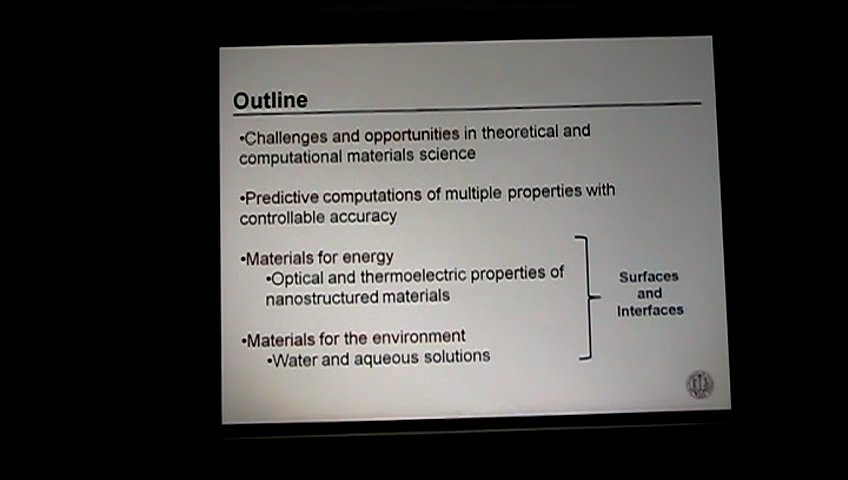 Outline
•Challenges and opportunities in theoretical and
computational materials science
•Predictive computations of multiple properties with
controllable accuracy
•Materials for energy
•Optical and thermoelectric properties of
nanostructured materials
•Materials for the environment
•Water and aqueous solutions
Surfaces
and
Interfaces